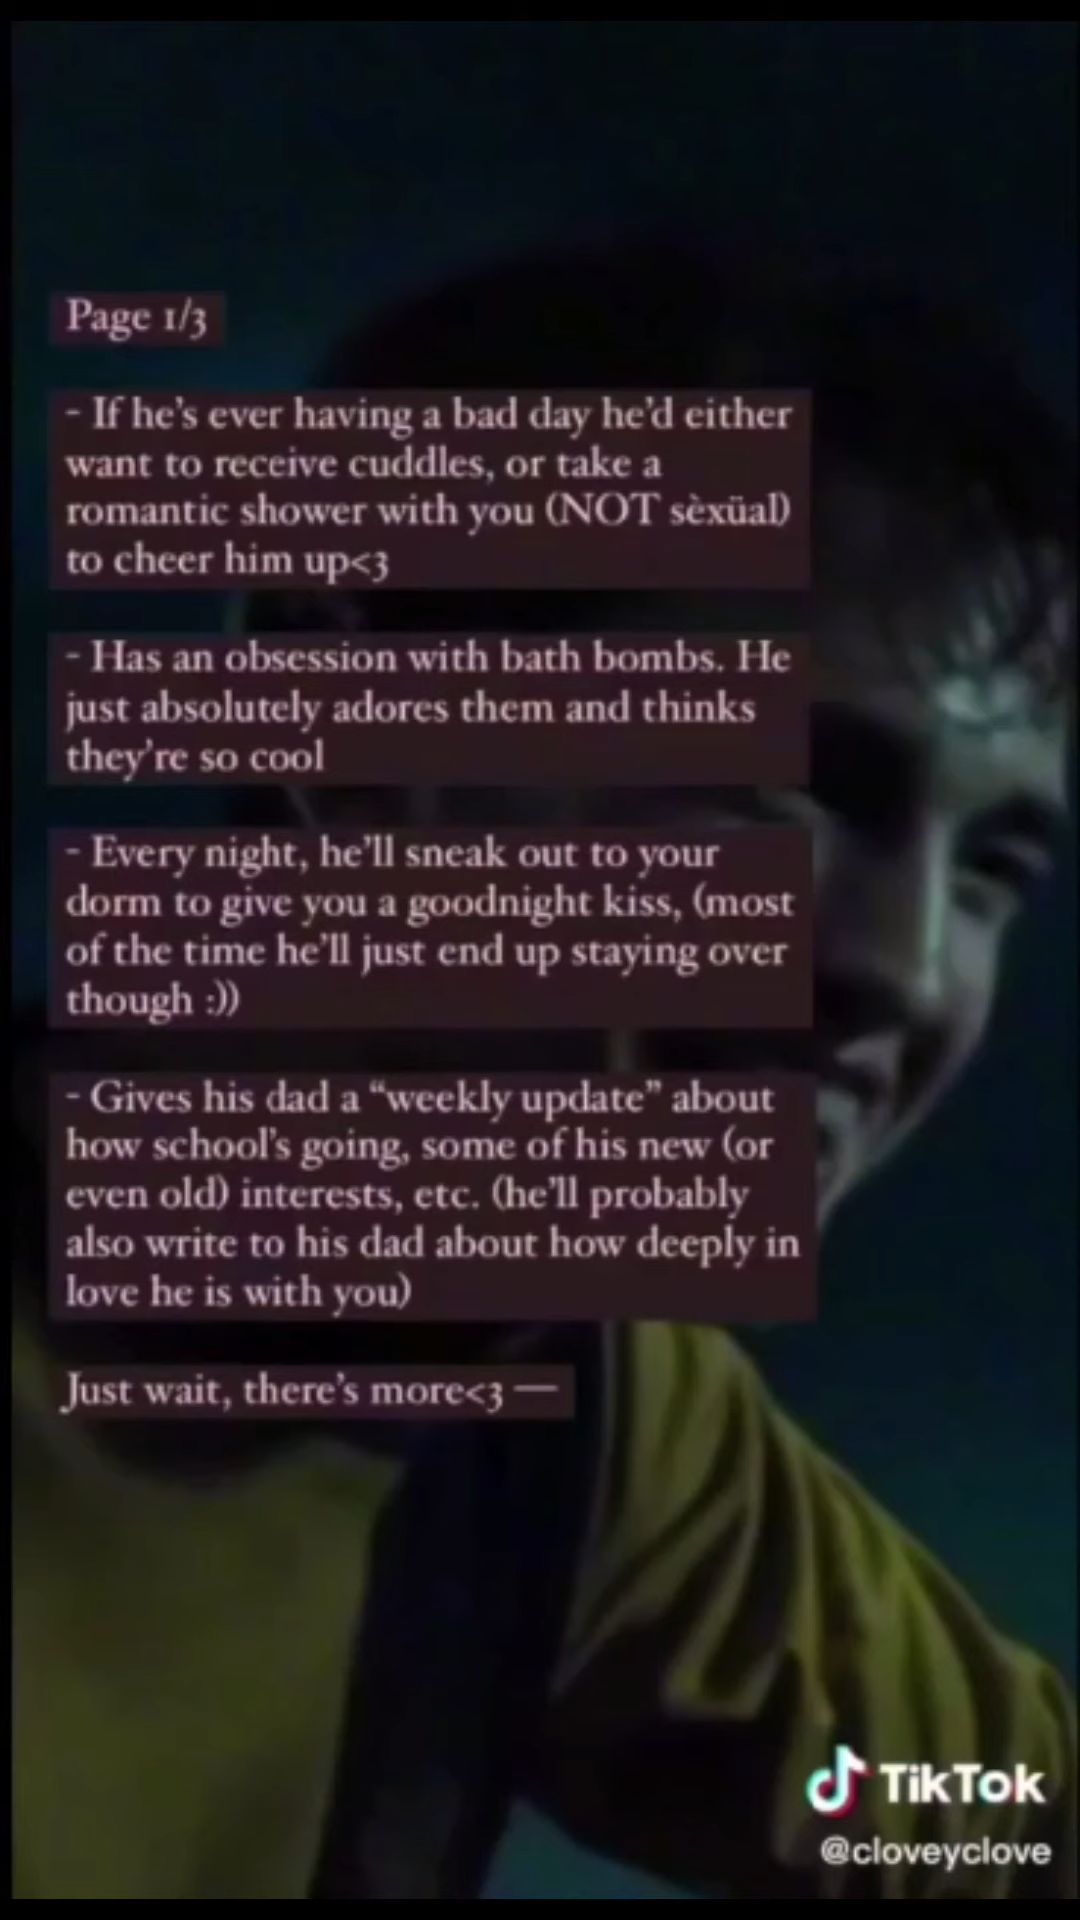 Page 1/3
- If he's ever having a bad day he'd either
want to receive cuddles, or take a
romantic shower with you (NOT sèxüal)
to cheer him up<3
- Has an obsession with bath bombs. He
just absolutely adores them and thinks
they're so cool
- Every night, he'll sneak out to your
dorm to give you a goodnight kiss, (most
of the time he'll just end up staying over
though :))
- Gives his dad a “weekly update” about
how school's going, some of his new (or
even old) interests, etc. (he'll probably
also write to his dad about how deeply in
love he is with you)
Just wait, there's more<3 —
TikTok
@cloveyclove